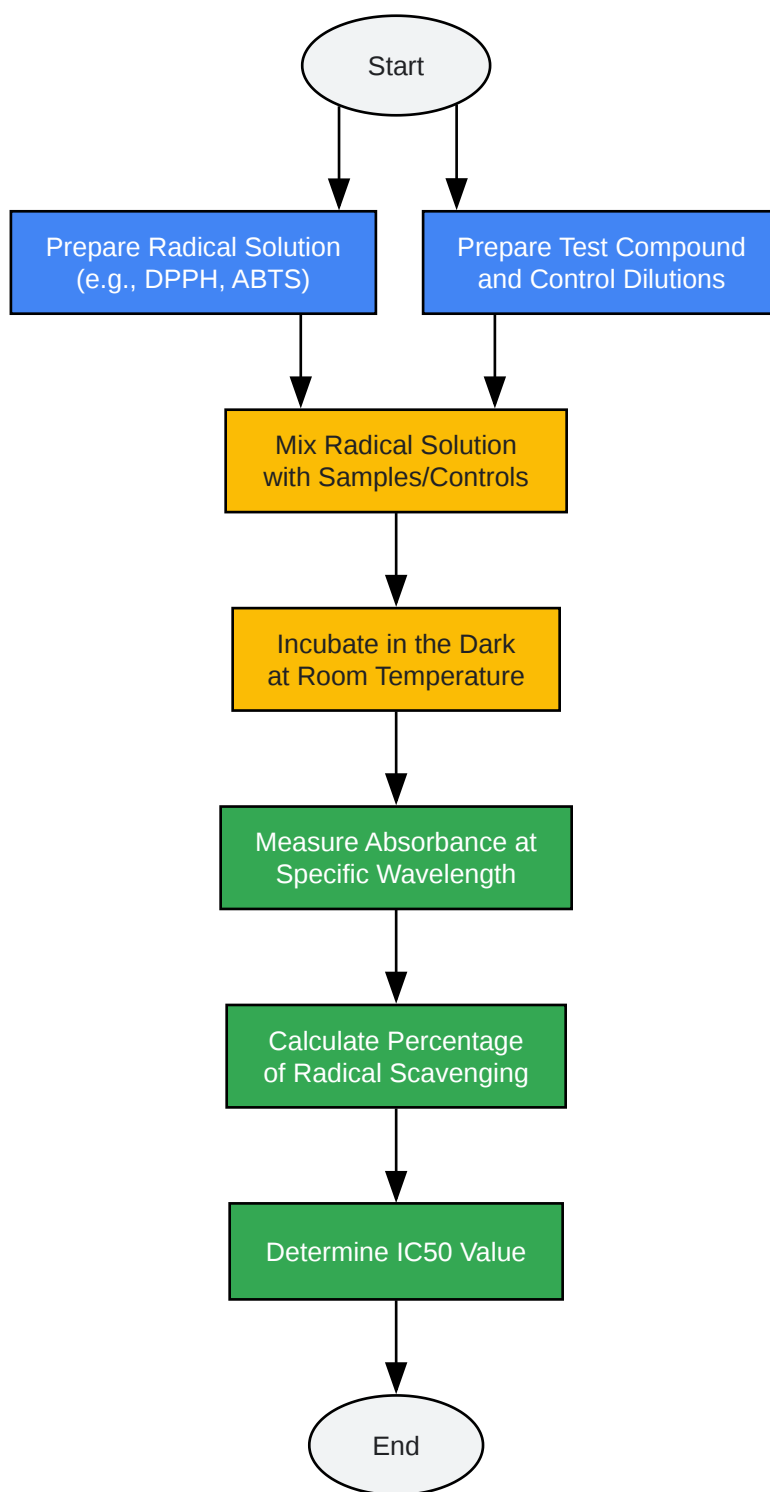 Start
Prepare Radical Solution
(e.g., DPPH, ABTS)
Prepare Test Compound
and Control Dilutions
Mix Radical Solution
with Samples/Controls
Incubate in the Dark
at Room Temperature
Measure Absorbance at
Specific Wavelength
Calculate Percentage
of Radical Scavenging
Determine IC50 Value
End